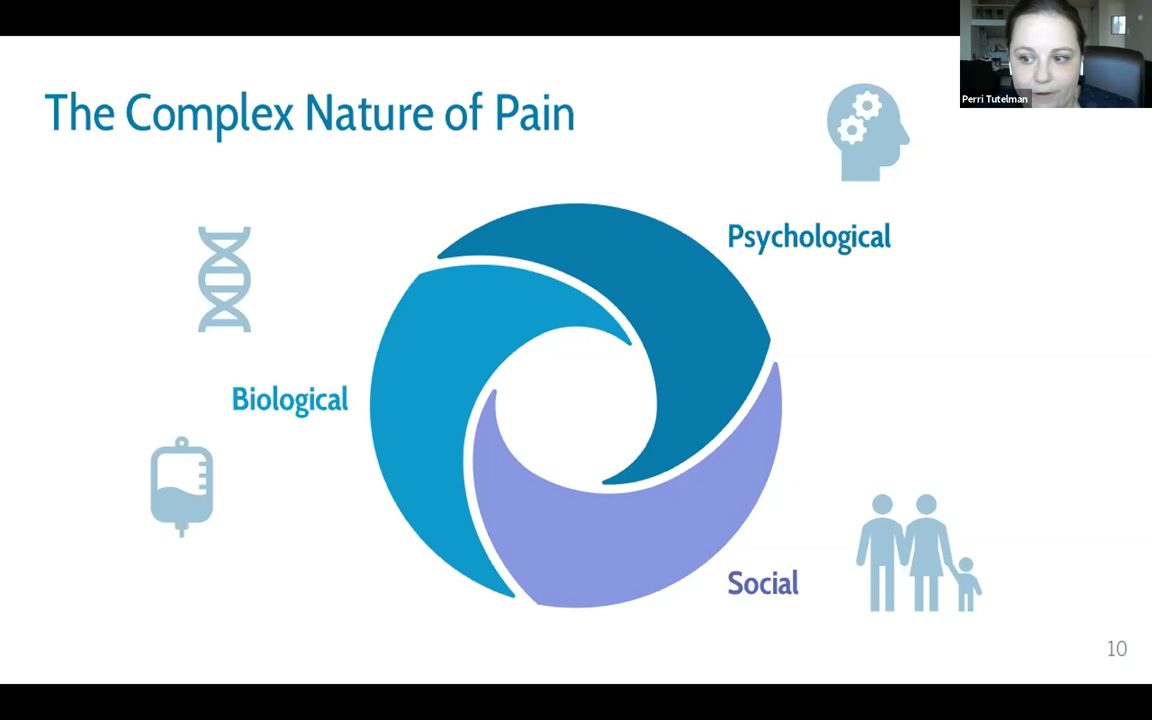 The Complex Nature of Pain
Perri Tutelman
Psychological
Biological
Social
10